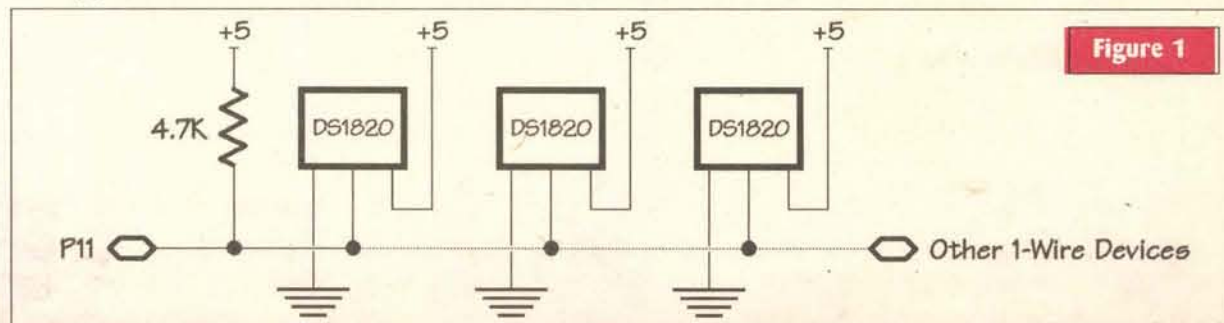 +5 +5 +5 +5
Figure 1
4.7K
DS1820 DS1820 DS1820
P11
Other 1-Wire Devices